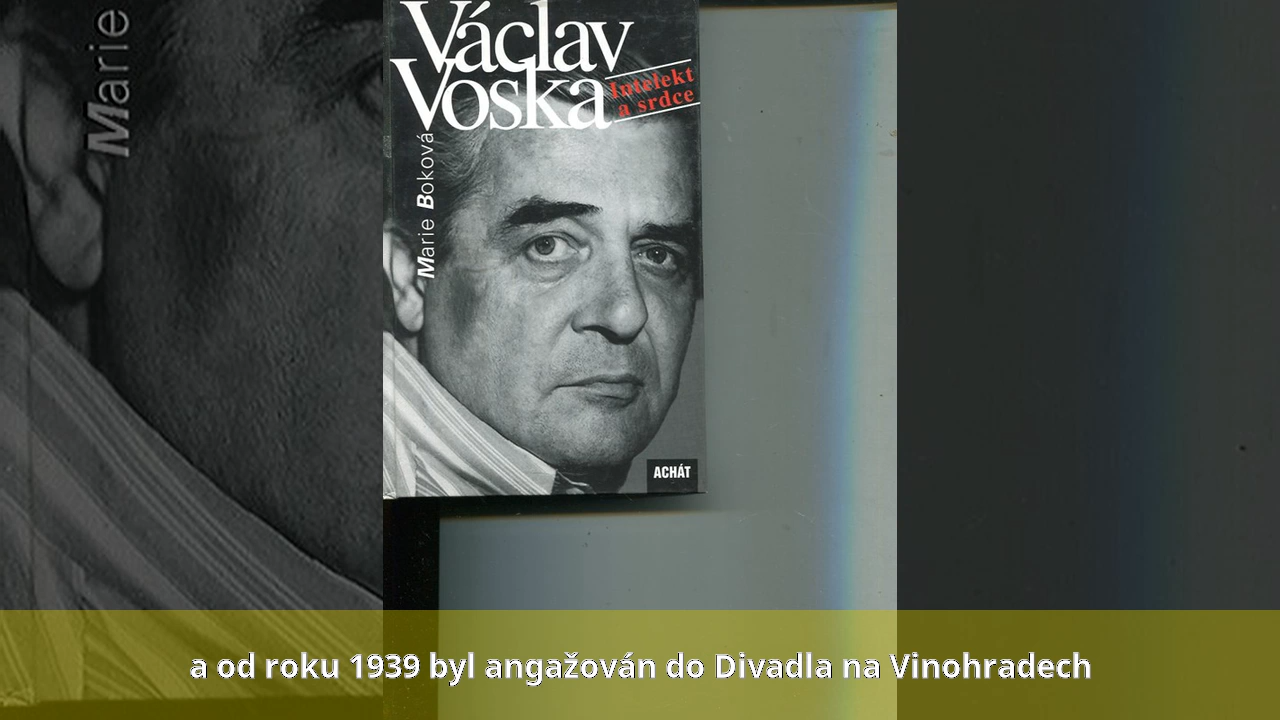 Václav
Voska
Intelekt
a srdce
Marie Boková
Marie
ACHÁT
a od roku 1939 byl angažován do Divadla na Vinohradech